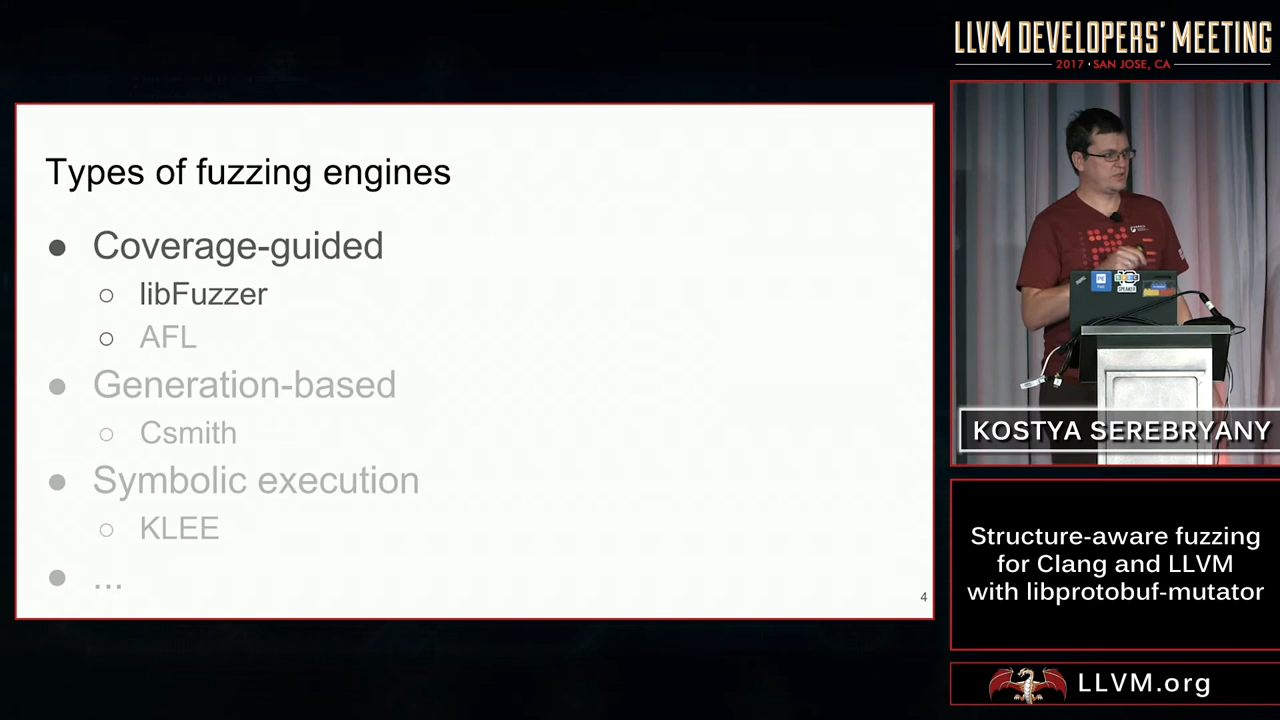 LLVM DEVELOPERS' MEETING
2017 • SAN JOSE, CA
Types of fuzzing engines
● Coverage-guided
○ libFuzzer
○ AFL
● Generation-based
○ Csmith
● Symbolic execution
○ KLEE
● ...
4
SPEAKER
KOSTYA SEREBRYANY
Structure-aware fuzzing
for Clang and LLVM
with libprotobuf-mutator
LLVM.org